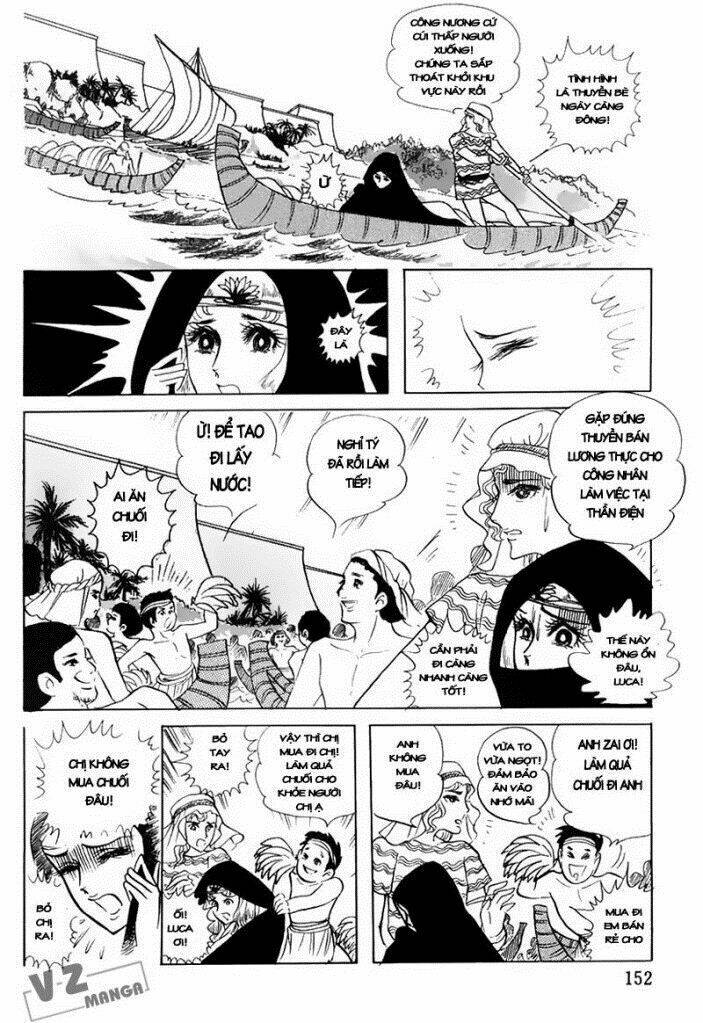 TÌNH HÌNH
LÀ THUYỀN BÈ
NGÀY CÀNG
ĐÔNG!
CÔNG NƯƠNG CỨ
CÚI THẤP NGƯỜI
XUỐNG!
CHÚNG TA SẮP
THOÁT KHỎI KHU
VỰC NÀY RỒI
Ừ
ĐÂY
LÀ
GẶP ĐÚNG
THUYỀN BÁN
LƯƠNG THỰC CHO
CÔNG NHÂN
LÀM VIỆC TẠI
THẦN ĐIỆN
NGHỈ TÝ
ĐÃ RỒI LÀM
TIẾP!
Ừ! ĐỂ TAO
ĐI LẤY
NƯỚC!
AI ĂN
CHUỐI
ĐI!
THẾ NÀY
KHÔNG ỔN
ĐÂU,
LUCA!
CẦN PHẢI
ĐI CÀNG
NHANH CÀNG
TỐT!
ANH ZAI ƠI!
LÀM QUẢ
CHUỐI ĐI ANH
VỪA TO
VỪA NGỌT!
ĐẢM BẢO
ĂN VÀO
NHỚ MÃI
ANH
KHÔNG
MUA
ĐÂU!
MUA ĐI
EM BÁN
RẺ CHO
VẬY THÌ CHỊ
MUA ĐI CHỊ!
LÀM QUẢ
CHUỐI CHO
KHỎE NGƯỜI
CHỊ Ạ
BỎ
TAY
RA!
ỐI!
LUCA
ƠI!
CHỊ KHÔNG
MUA CHUỐI
ĐÂU!
BỎ
CHỊ
RA!
V-Z
MANGA
152